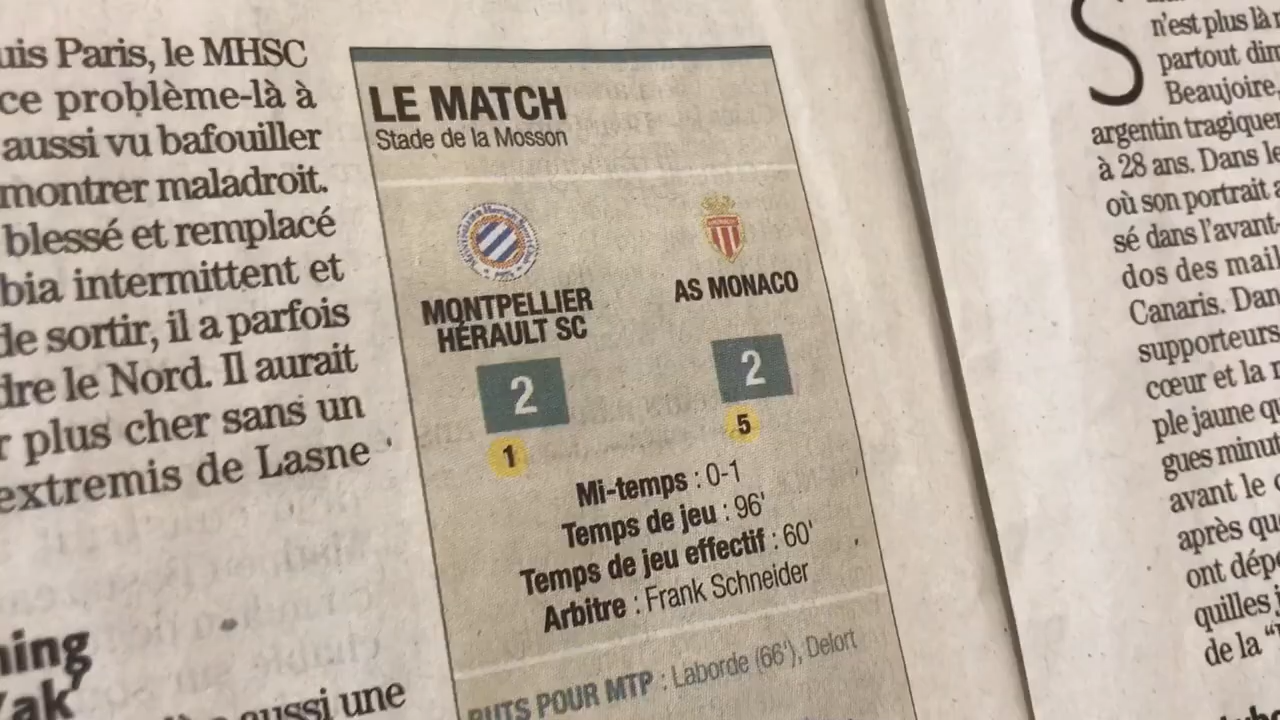 uis Paris, le MHSC
ce problème-là à
aussi vu bafouiller
montrer maladroit.
blessé et remplacé
bia intermittent et
de sortir, il a parfois
dre le Nord. Il aurait
r plus cher sans un
extremis de Lasne
ning
Yak
aussi une
LE MATCH
Stade de la Mosson
MONTPELLIER
HÉRAULT SC
AS MONACO
2
2
1
5
Mi-temps : 0-1
Temps de jeu : 96'
Temps de jeu effectif : 60'
Arbitre : Frank Schneider
BUTS POUR MTP : Laborde (66'), Delort
S
n'est plus là
partout
Beaujoire,
argentin
à 28 ans. Dans le
où son portrait a
sé dans l'avant-
dos des mail
Canaris. Dan
supporteurs
cœur et la
ple jaune qu
gues minut
avant le
après qu
ont dépo
quilles
de la “